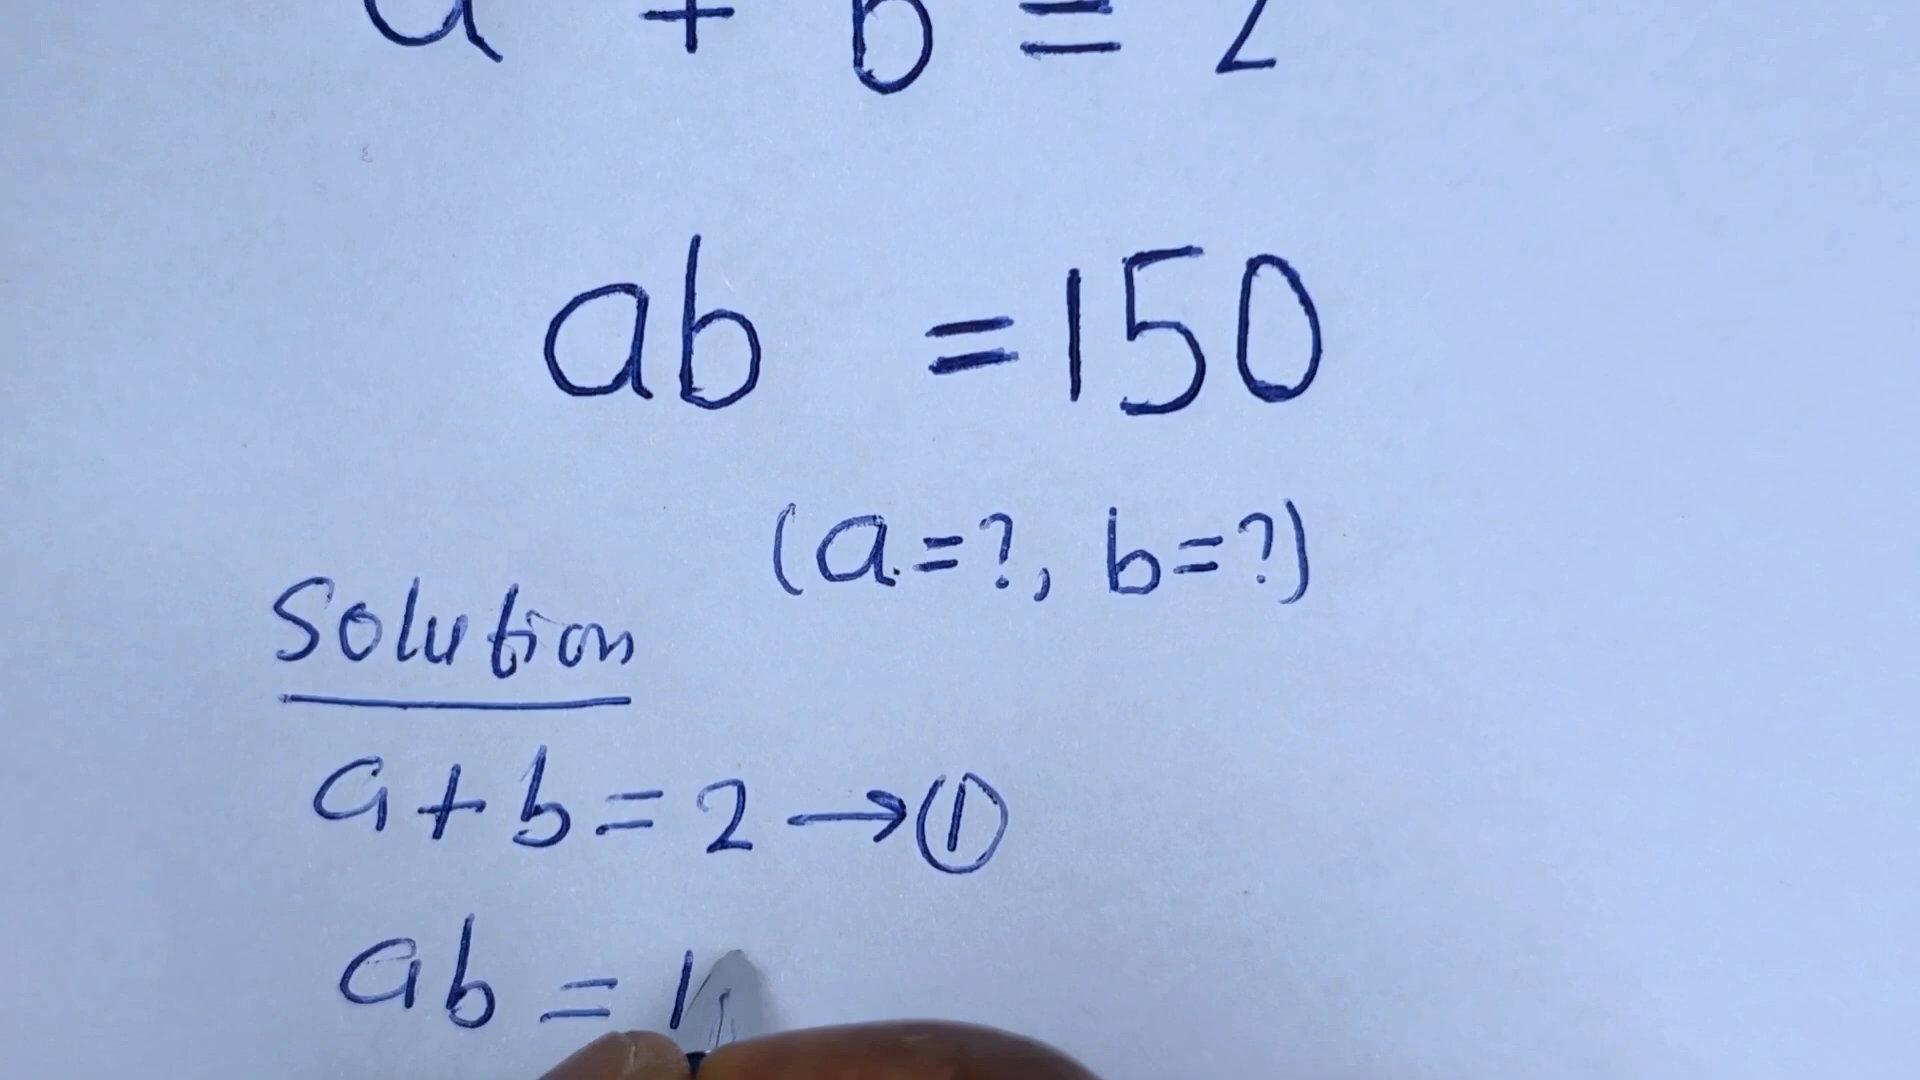 a + b = 2
ab = 150
(a=?, b=?)
Solution
a + b = 2 → ①
ab = 1